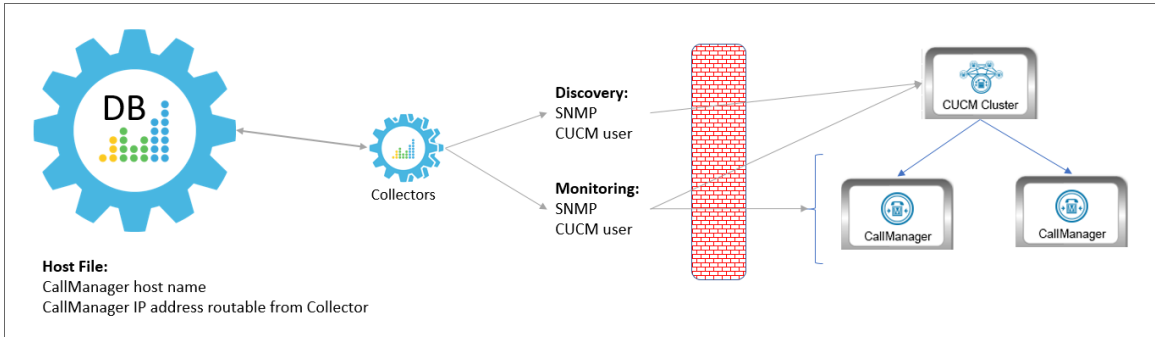 DB
Host File:
CallManager host name
CallManager IP address routable from Collector
Collectors
Discovery:
SNMP
CUCM user
Monitoring:
SNMP
CUCM user
CUCM Cluster
CallManager
CallManager